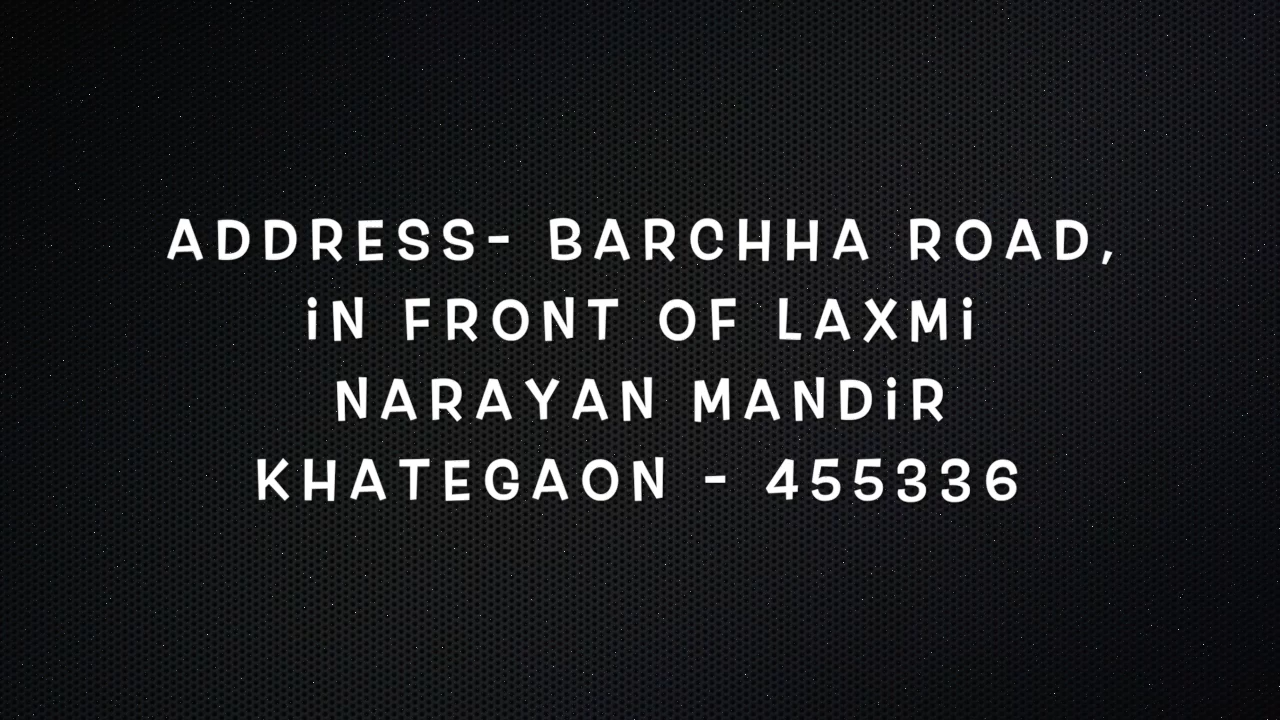 ADDRESS- BARCHHA ROAD,
iN FRONT OF LAXMi
NARAYAN MANDiR
KHATEGAON - 455336